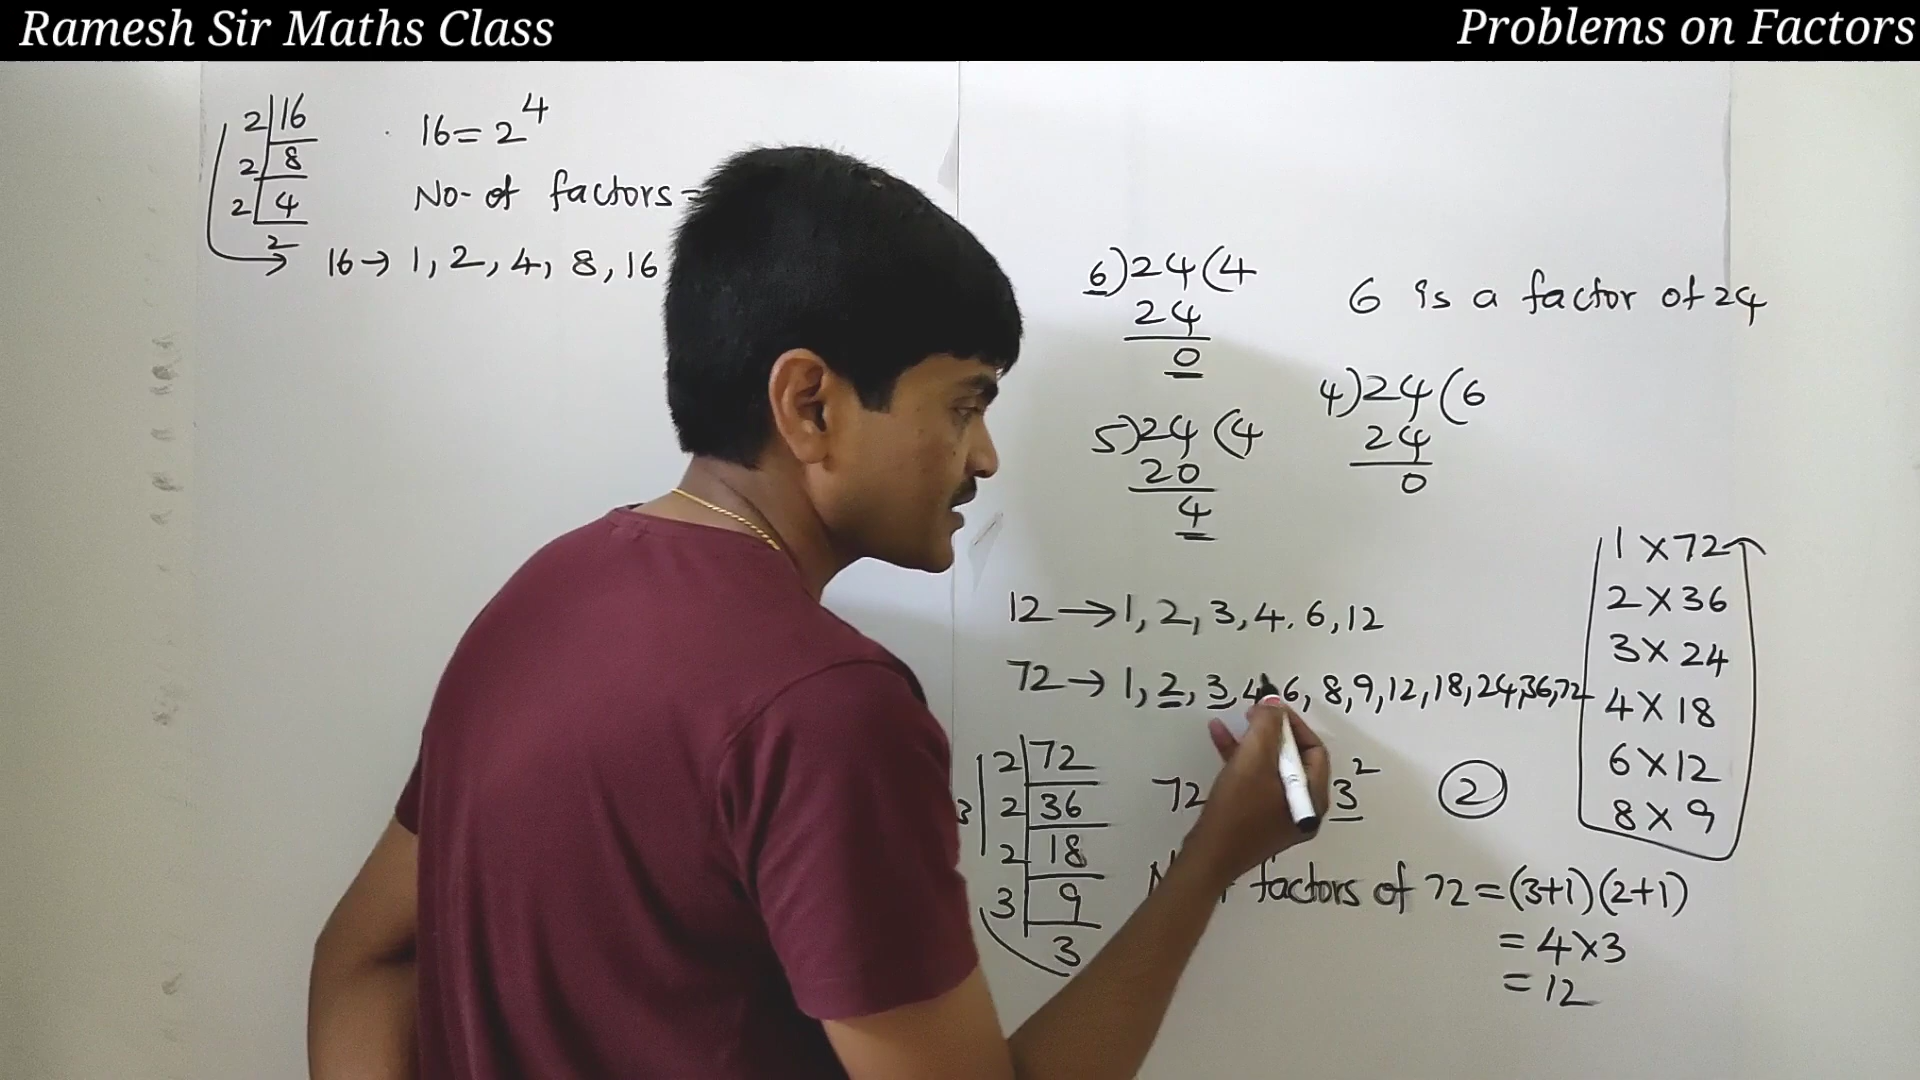 Ramesh Sir Maths Class
Problems on Factors
2 16
2 8
2 4
2
16 = 2^4
No- of factors =
16 → 1, 2, 4, 8, 16
6)24(4
24
0
6 is a factor of 24
5)24(4
20
4
4)24(6
24
0
12 → 1, 2, 3, 4. 6, 12
72 → 1, 2, 3, 4 6, 8, 9, 12, 18, 24, 36, 72
1 X 72
2 X 36
3 X 24
4 X 18
6 X 12
8 X 9
3
2 72
2 36
2 18
3 9
3
72 3^2
2
factors of 72 = (3+1)(2+1)
= 4X3
= 12